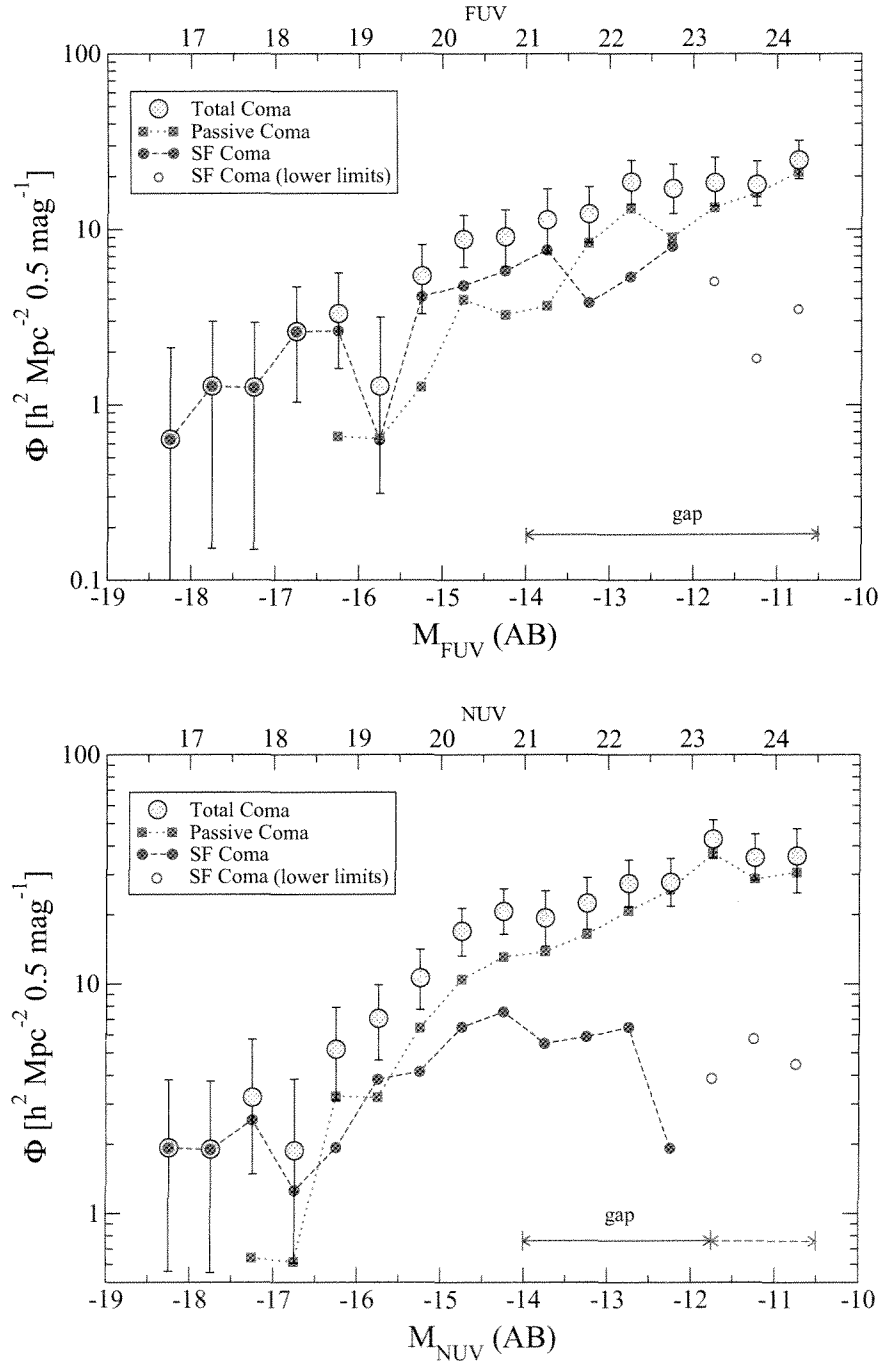 FUV
17 18 19 20 21 22 23 24
100
Total Coma
Passive Coma
SF Coma
SF Coma (lower limits)
10
Φ [h² Mpc⁻² 0.5 mag⁻¹]
1
gap
0.1
-19 -18 -17 -16 -15 -14 -13 -12 -11 -10
M_FUV (AB)
NUV
17 18 19 20 21 22 23 24
100
Total Coma
Passive Coma
SF Coma
SF Coma (lower limits)
10
Φ [h² Mpc⁻² 0.5 mag⁻¹]
1
gap
-19 -18 -17 -16 -15 -14 -13 -12 -11 -10
M_NUV (AB)